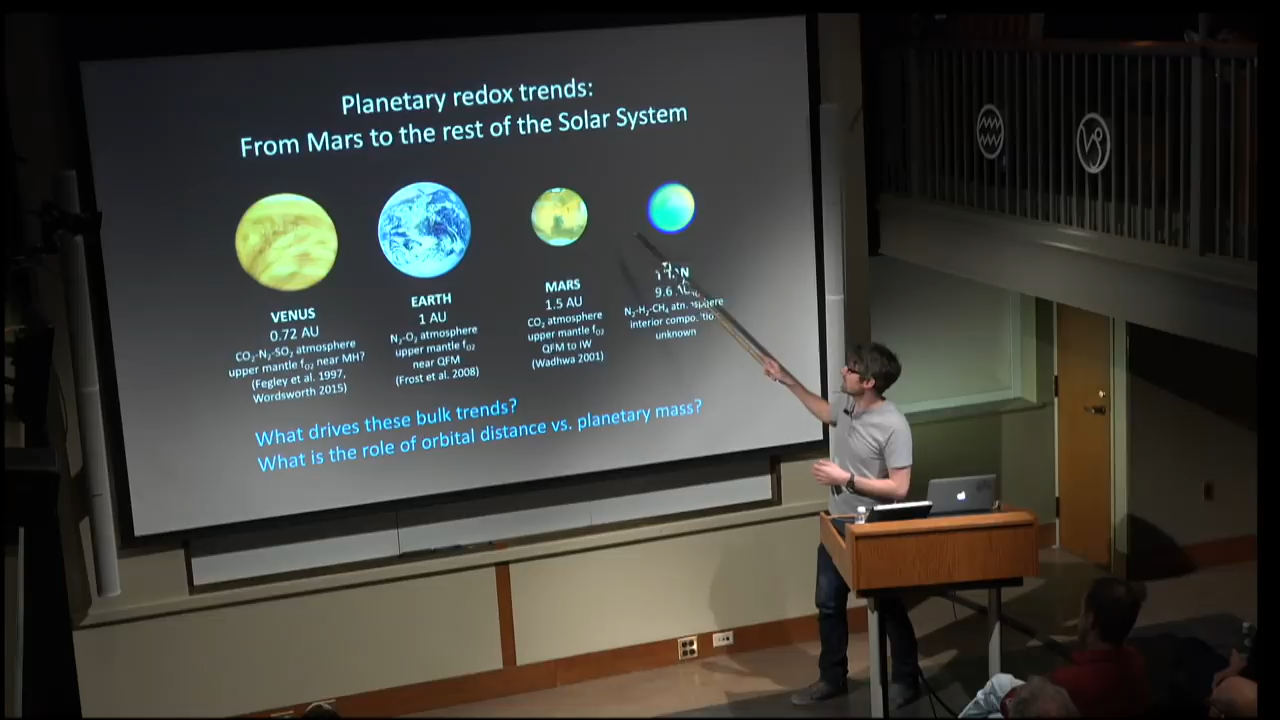 Planetary redox trends:
From Mars to the rest of the Solar System
VENUS
0.72 AU
CO₂-N₂-SO₂ atmosphere
upper mantle fO₂ near MH?
(Fegley et al. 1997,
Wordsworth 2015)
EARTH
1 AU
N₂-O₂ atmosphere
upper mantle fO₂
near QFM
(Frost et al. 2008)
MARS
1.5 AU
CO₂ atmosphere
upper mantle fO₂
QFM to IW
(Wadhwa 2001)
9.6
N₂-H₂-CH₄
interior
unknown
What drives these bulk trends?
What is the role of orbital distance vs. planetary mass?